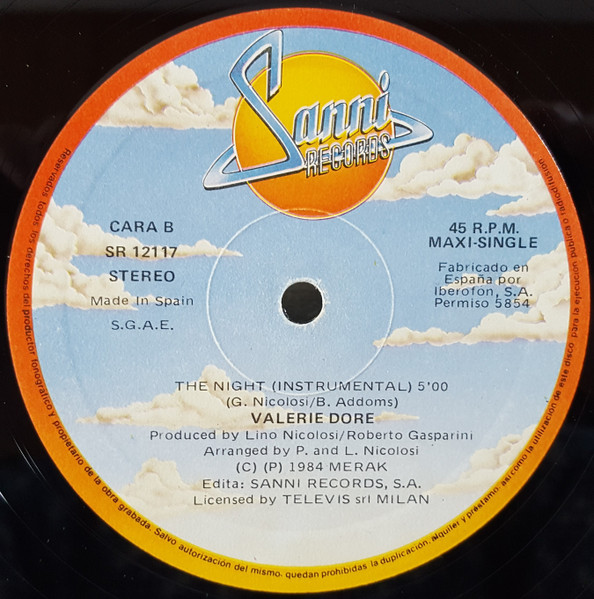 Sanni
RECORDS
CARA B
SR 12117
STEREO
Made In Spain
S.G.A.E.
45 R.P.M.
MAXI-SINGLE
Fabricado en
España por
Iberofon, S.A.
Permiso 5854
THE NIGHT (INSTRUMENTAL) 5'00
(G. Nicolosi/B. Addoms)
VALERIE DORE
Produced by Lino Nicolosi/Roberto Gasparini
Arranged by P. and L. Nicolosi
(C) (P) 1984 MERAK
Edita: SANNI RECORDS, S.A.
Licensed by TELEVIS srl MILAN
Reservados todos los derechos del productor fonográfico y propietario de la obra grabada. Salvo autorización del mismo, quedan prohibidas la duplicación, alquiler y préstamo, así como la utilización de este disco para la ejecución pública o radiodifusión